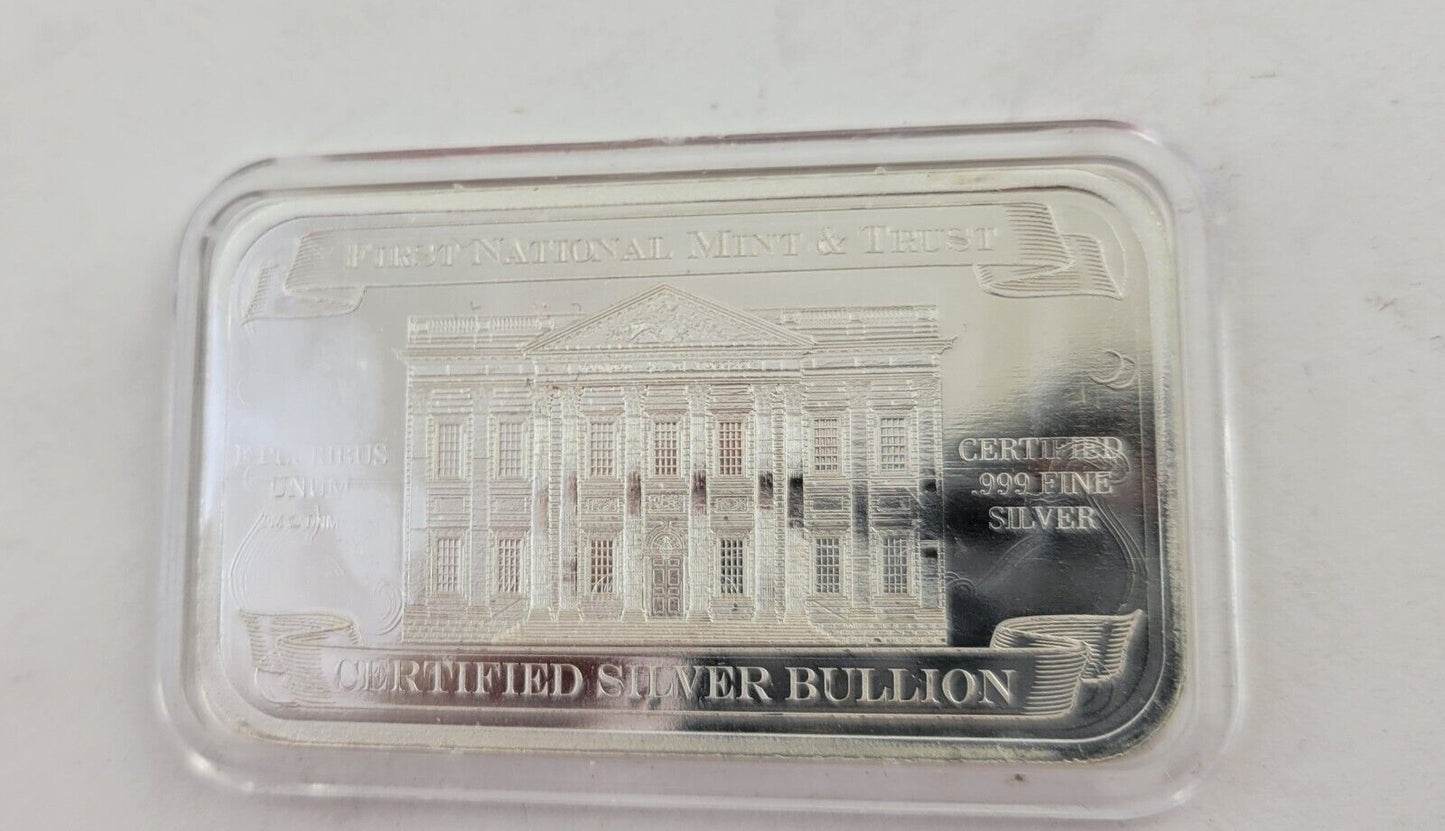 FIRST NATIONAL MINT & TRUST
E PLURIBUS
UNUM
CERTIFIED
.999 FINE
SILVER
CERTIFIED SILVER BULLION